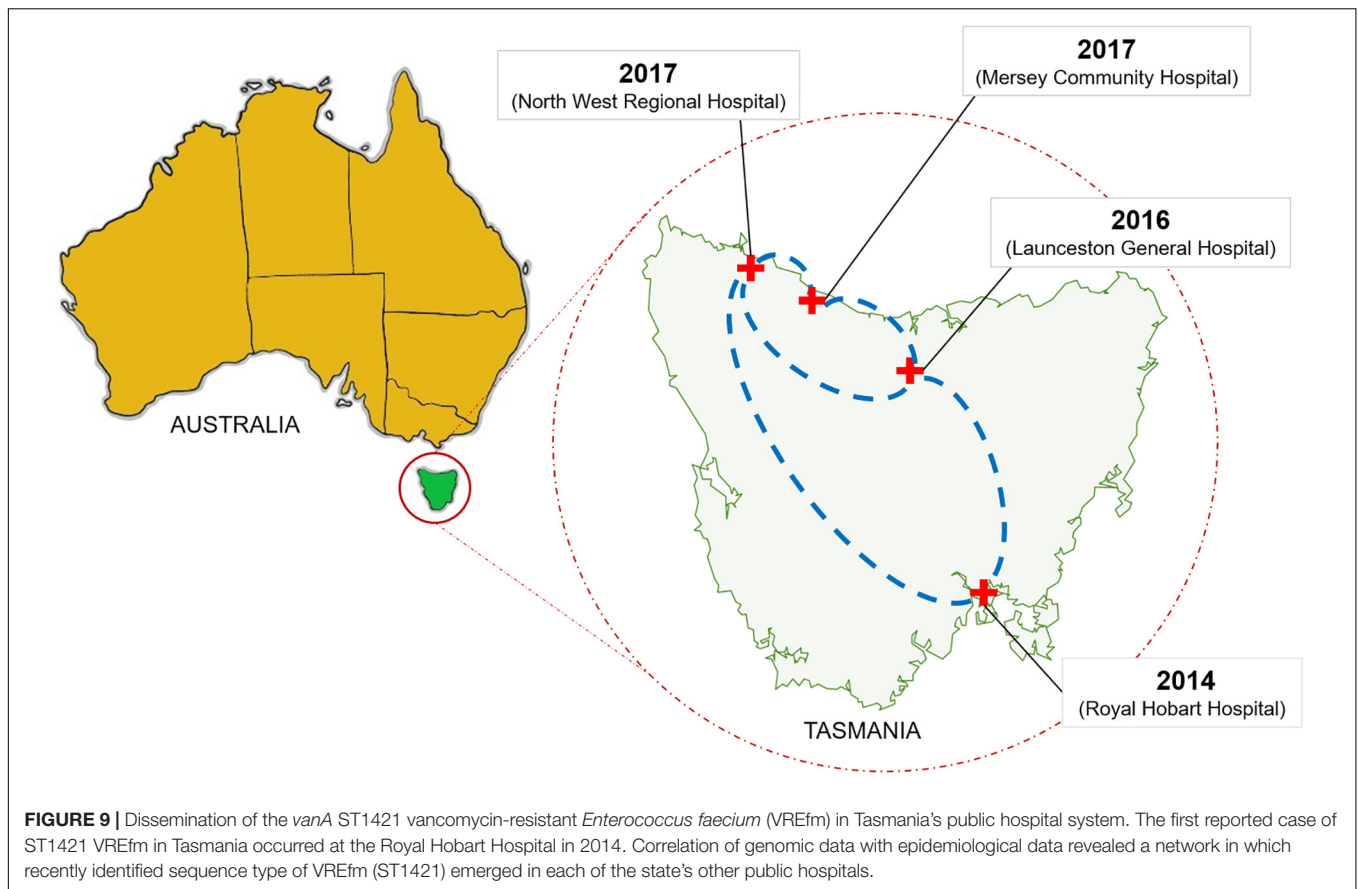 2017
(North West Regional Hospital)
2017
(Mersey Community Hospital)
2016
(Launceston General Hospital)
AUSTRALIA
2014
(Royal Hobart Hospital)
TASMANIA
FIGURE 9 | Dissemination of the vanA ST1421 vancomycin-resistant Enterococcus faecium (VREfm) in Tasmania's public hospital system. The first reported case of
ST1421 VREfm in Tasmania occurred at the Royal Hobart Hospital in 2014. Correlation of genomic data with epidemiological data revealed a network in which
recently identified sequence type of VREfm (ST1421) emerged in each of the state's other public hospitals.